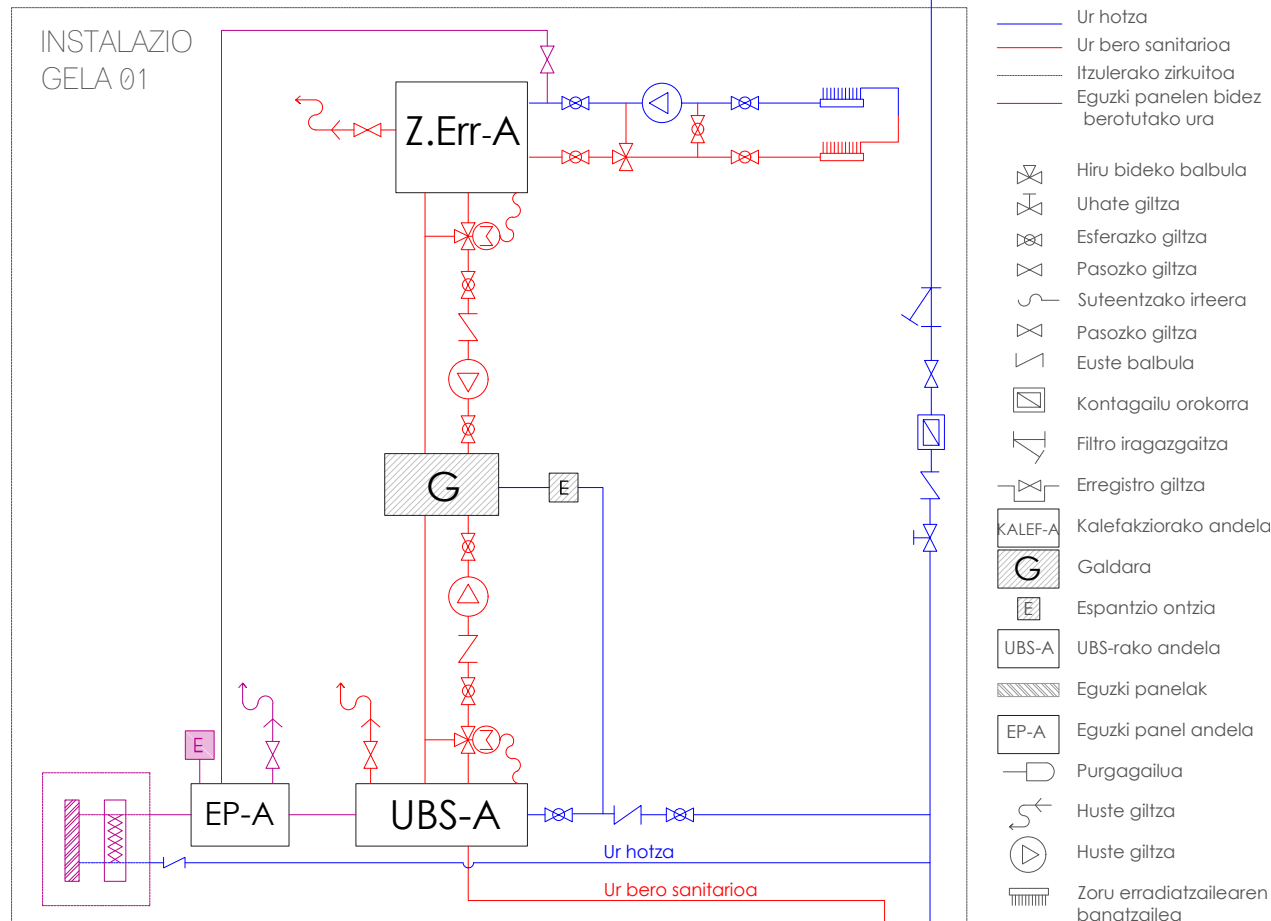 INSTALAZIO
GELA 01
Z.Err-A
G
E
E
EP-A
UBS-A
Ur hotza
Ur bero sanitarioa
Ur hotza
Ur bero sanitarioa
Itzulerako zirkuitoa
Eguzki panelen bidez
berotutako ura
Hiru bideko balbula
Uhate giltza
Esferazko giltza
Pasozko giltza
Suteentzako irteera
Pasozko giltza
Euste balbula
Kontagailu orokorra
Filtro iragazgaitza
Erregistro giltza
KALEF-A Kalefakziorako andela
G Galdara
E Espantzio ontzia
UBS-A UBS-rako andela
Eguzki panelak
EP-A Eguzki panel andela
Purgagailua
Huste giltza
Huste giltza
Zoru erradiatzailearen
banatzailea